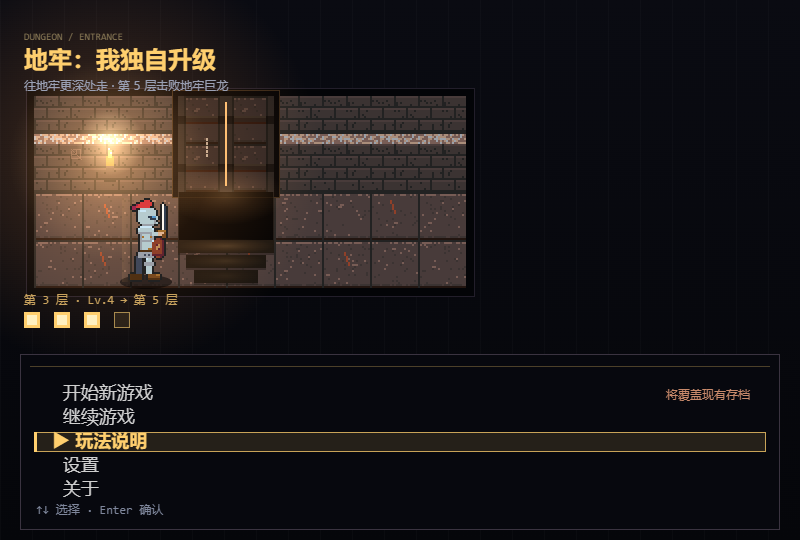 DUNGEON / ENTRANCE
地牢：我独自升级
往地牢更深处走 · 第 5 层击败地牢巨龙
第 3 层 · Lv.4 → 第 5 层
开始新游戏 将覆盖现有存档
继续游戏
▶ 玩法说明
设置
关于
↑↓ 选择 · Enter 确认